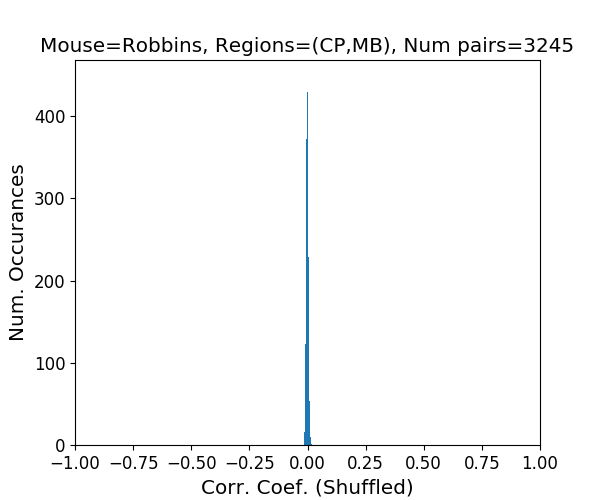 Mouse=Robbins, Regions=(CP,MB), Num pairs=3245
Num. Occurances
400
300
200
100
0
−1.00 −0.75 −0.50 −0.25 0.00 0.25 0.50 0.75 1.00
Corr. Coef. (Shuffled)